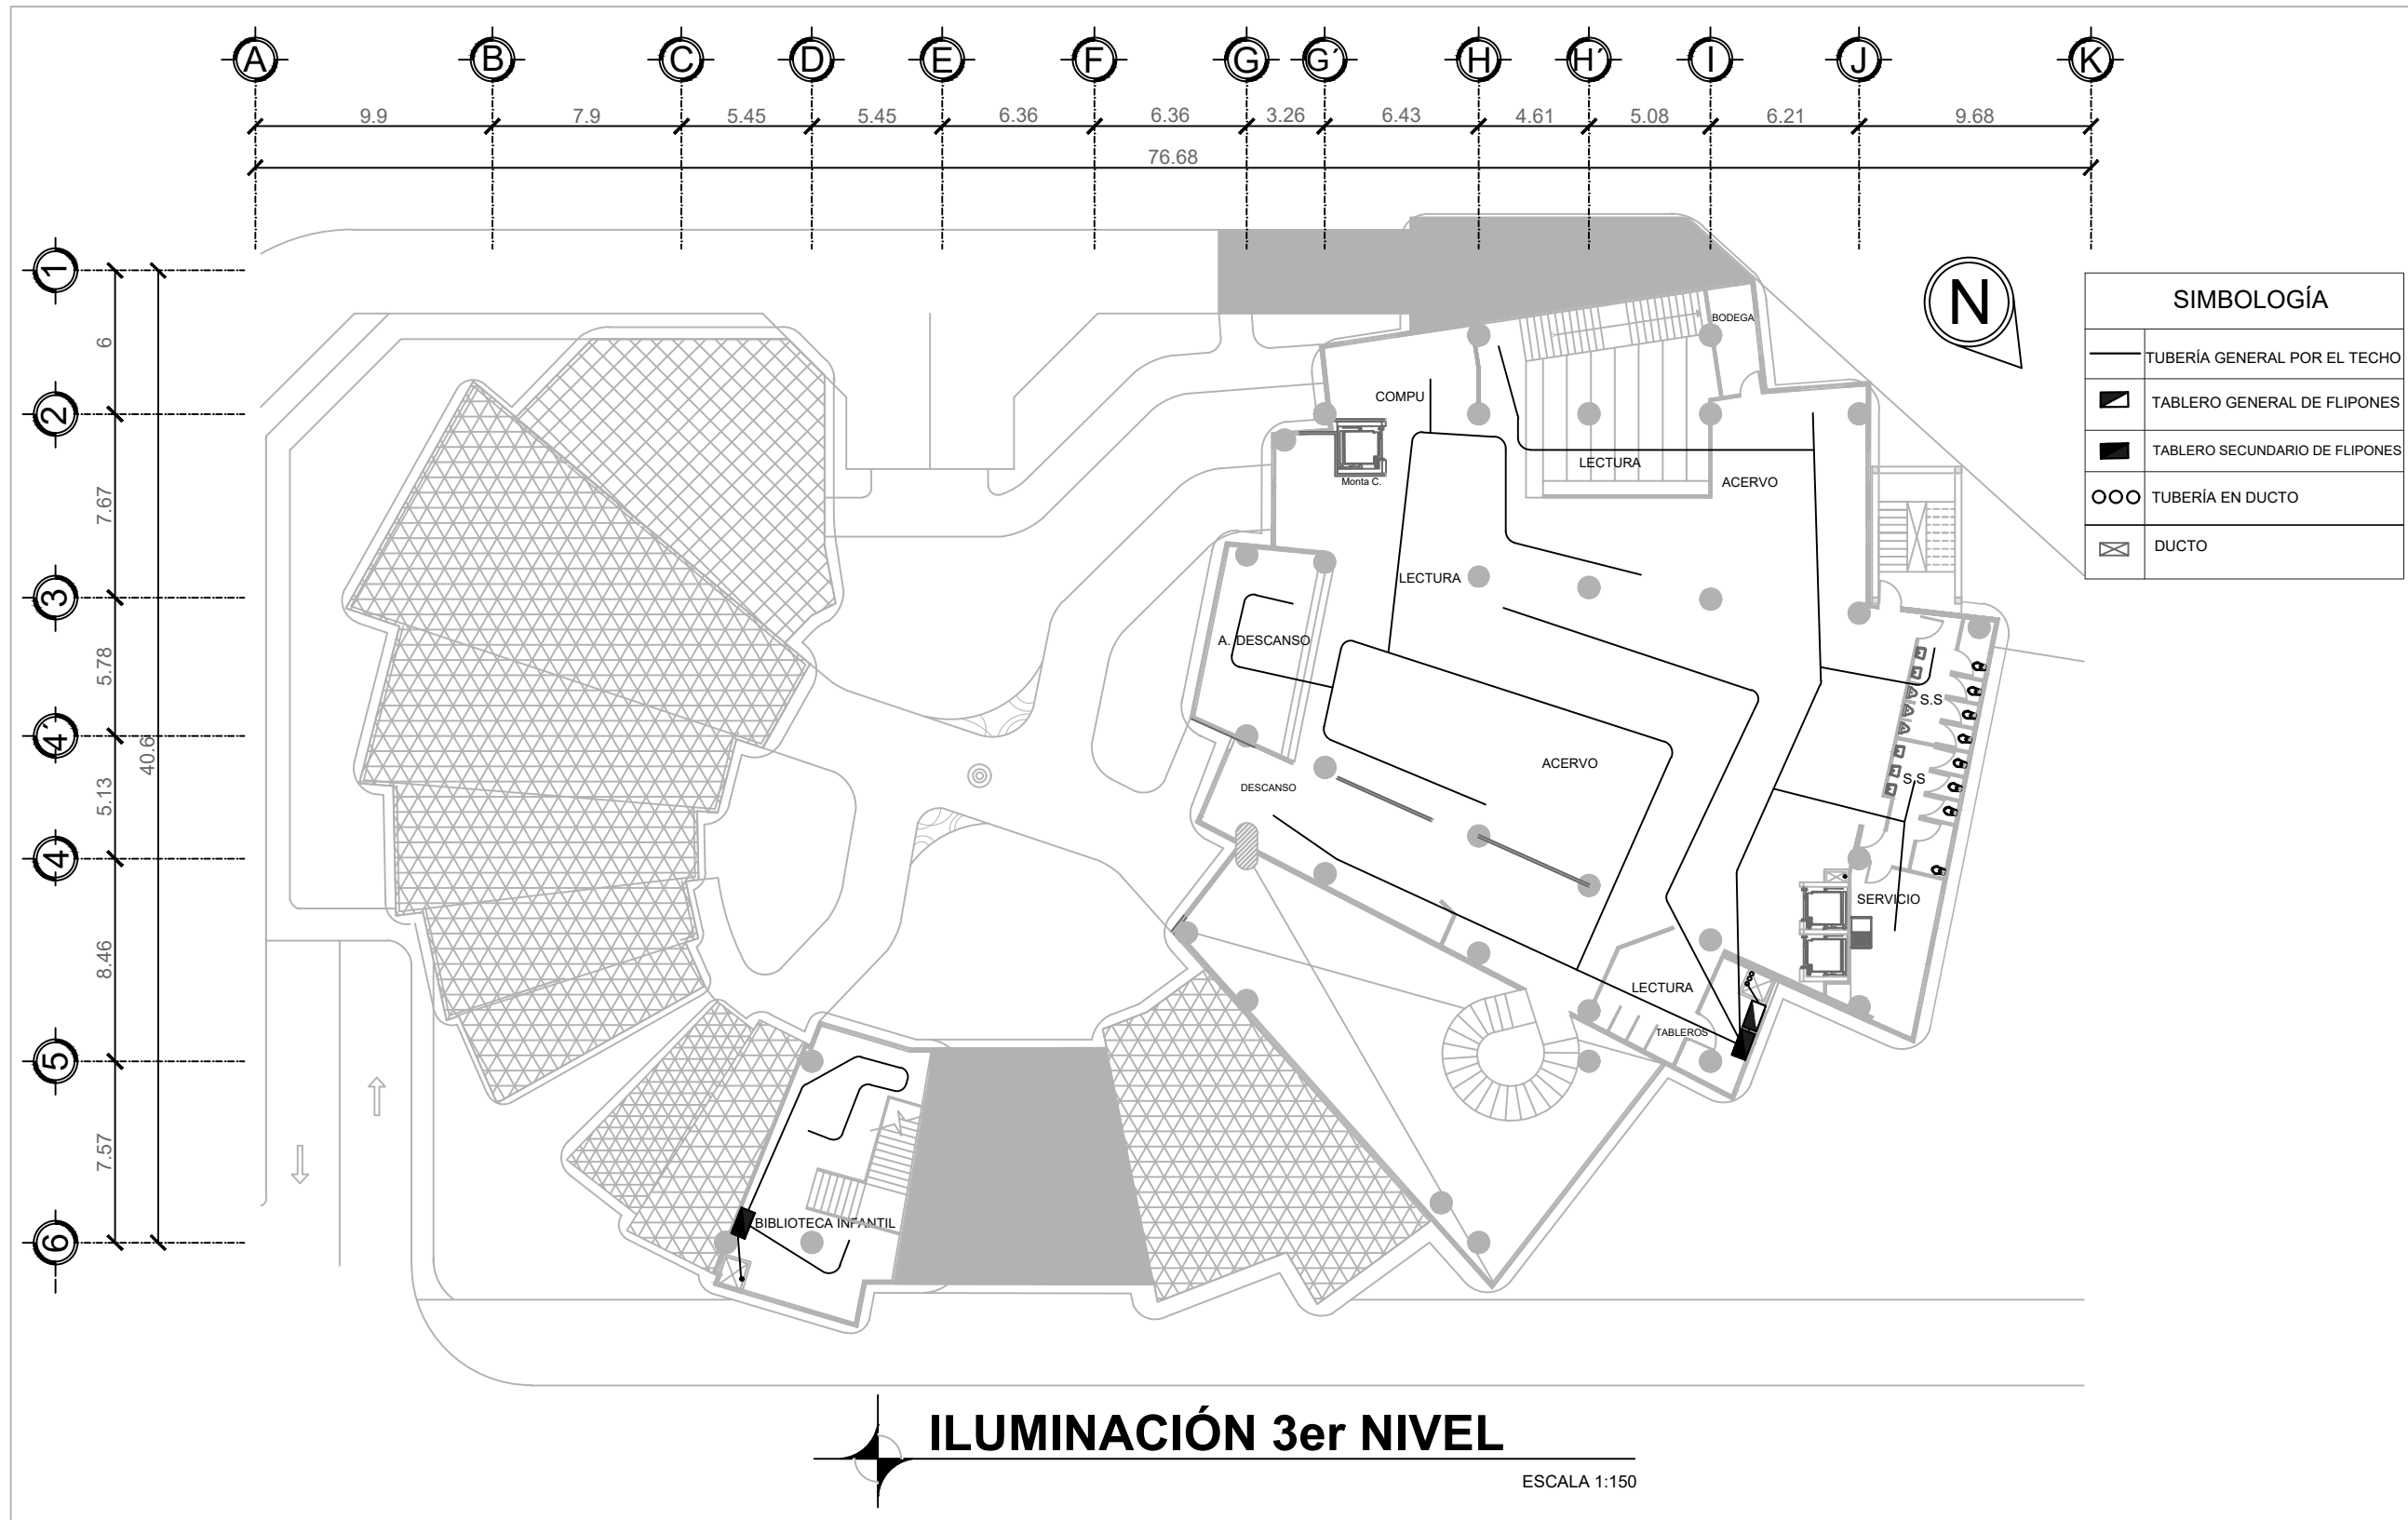 A B C D E F G G´ H H´ I J K
9.9 7.9 5.45 5.45 6.36 6.36 3.26 6.43 4.61 5.08 6.21 9.68
76.68
1
6
2
7.67
3
5.78
4´
5.13
40.6
4
8.46
5
7.57
6
N
SIMBOLOGÍA
TUBERÍA GENERAL POR EL TECHO
TABLERO GENERAL DE FLIPONES
TABLERO SECUNDARIO DE FLIPONES
TUBERÍA EN DUCTO
DUCTO
BODEGA
COMPU
LECTURA
Monta C.
ACERVO
LECTURA
A. DESCANSO
S.S
ACERVO
S.S
DESCANSO
SERVICIO
LECTURA
TABLEROS
BIBLIOTECA INFANTIL
ILUMINACIÓN 3er NIVEL
ESCALA 1:150